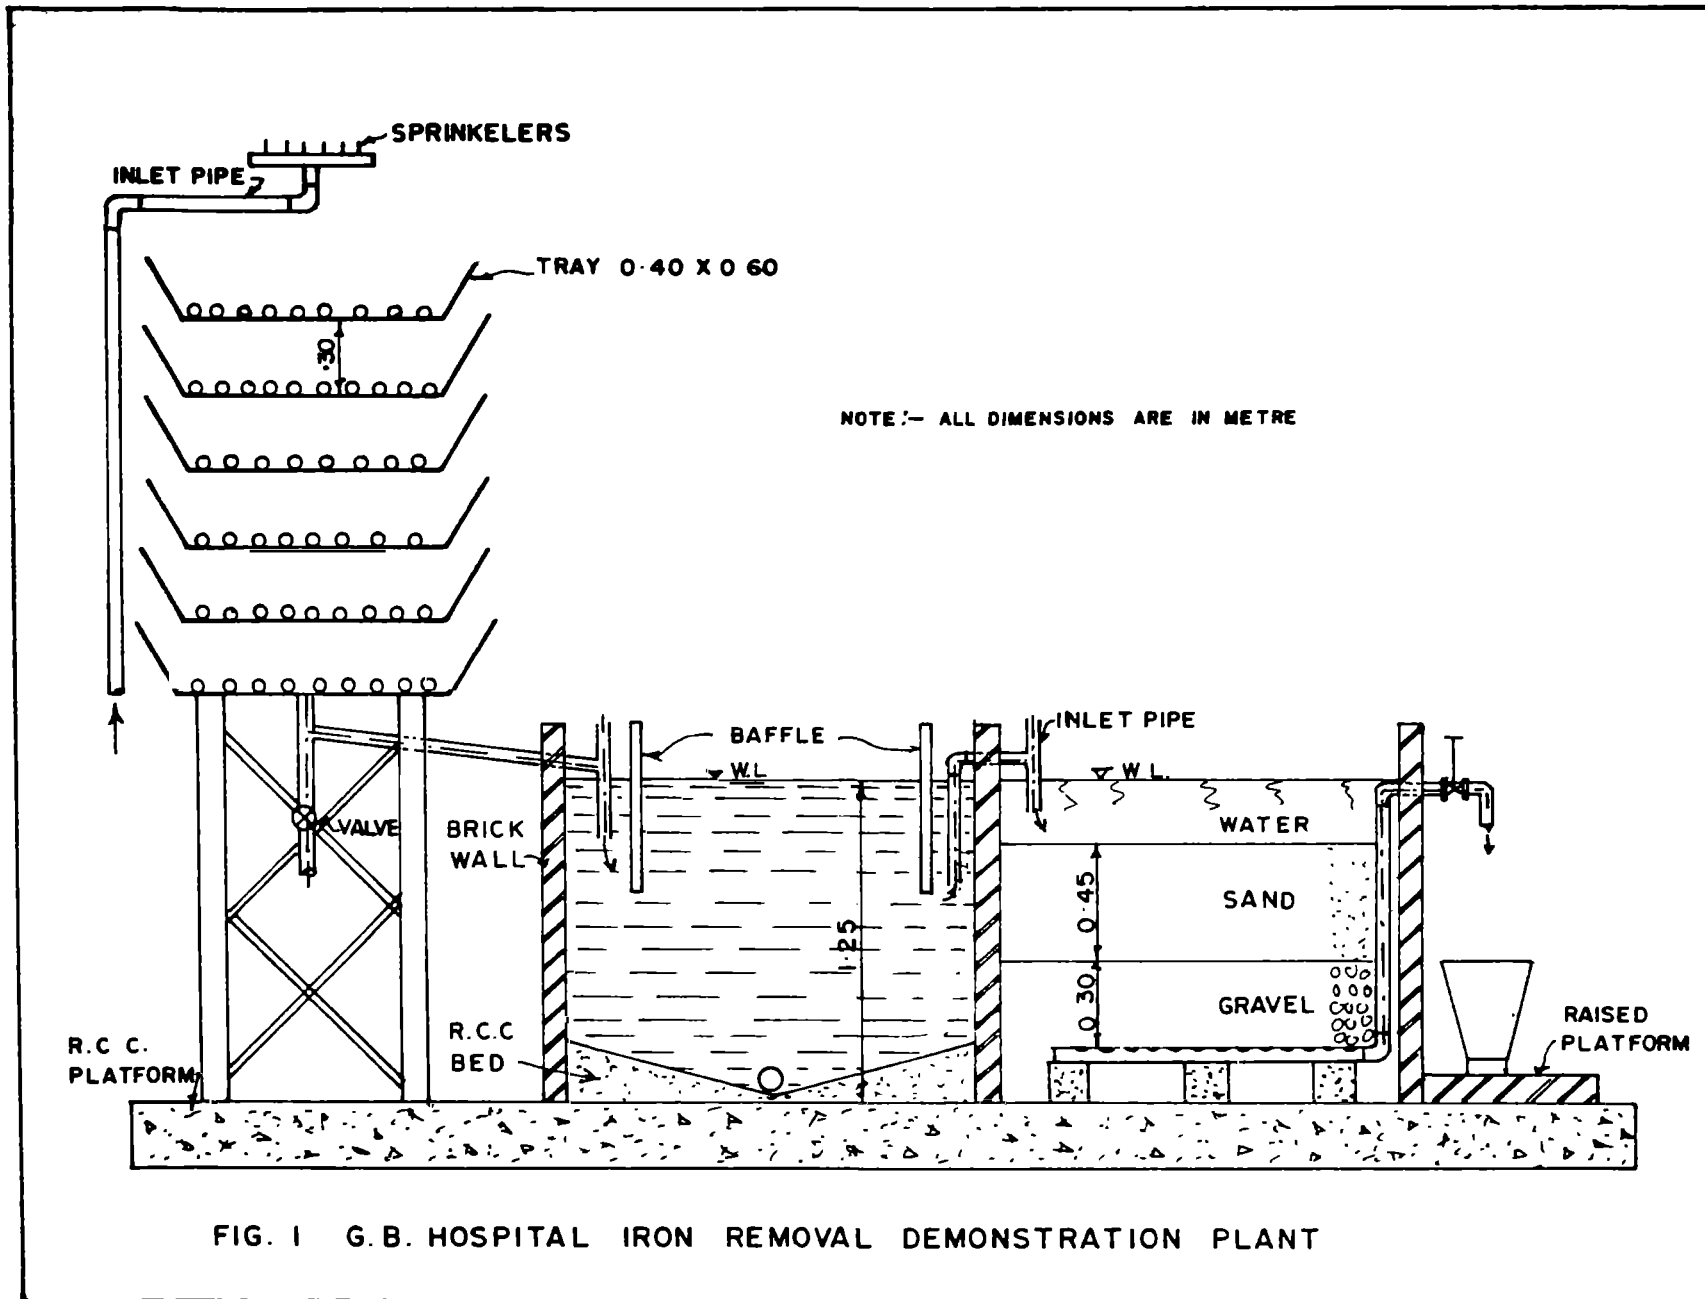 SPRINKELERS
INLET PIPE
TRAY 0.40 X 0 60
.30
NOTE:- ALL DIMENSIONS ARE IN METRE
INLET PIPE
BAFFLE
W.L
W L.
VALVE
BRICK
WALL
WATER
0.45
SAND
1.25
0 30
GRAVEL
R.C.C
BED
R.C C.
PLATFORM
RAISED
PLATFORM
FIG. 1 G.B. HOSPITAL IRON REMOVAL DEMONSTRATION PLANT